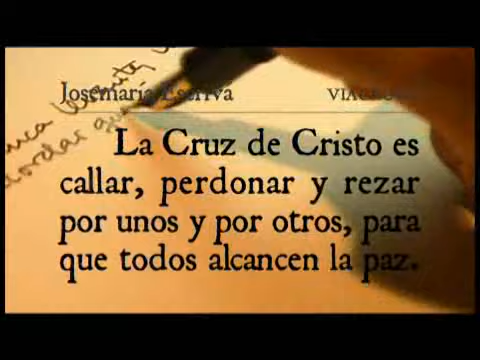 Josemaría Escrivá
La Cruz de Cristo es
callar, perdonar y rezar
por unos y por otros, para
que todos alcancen la paz.